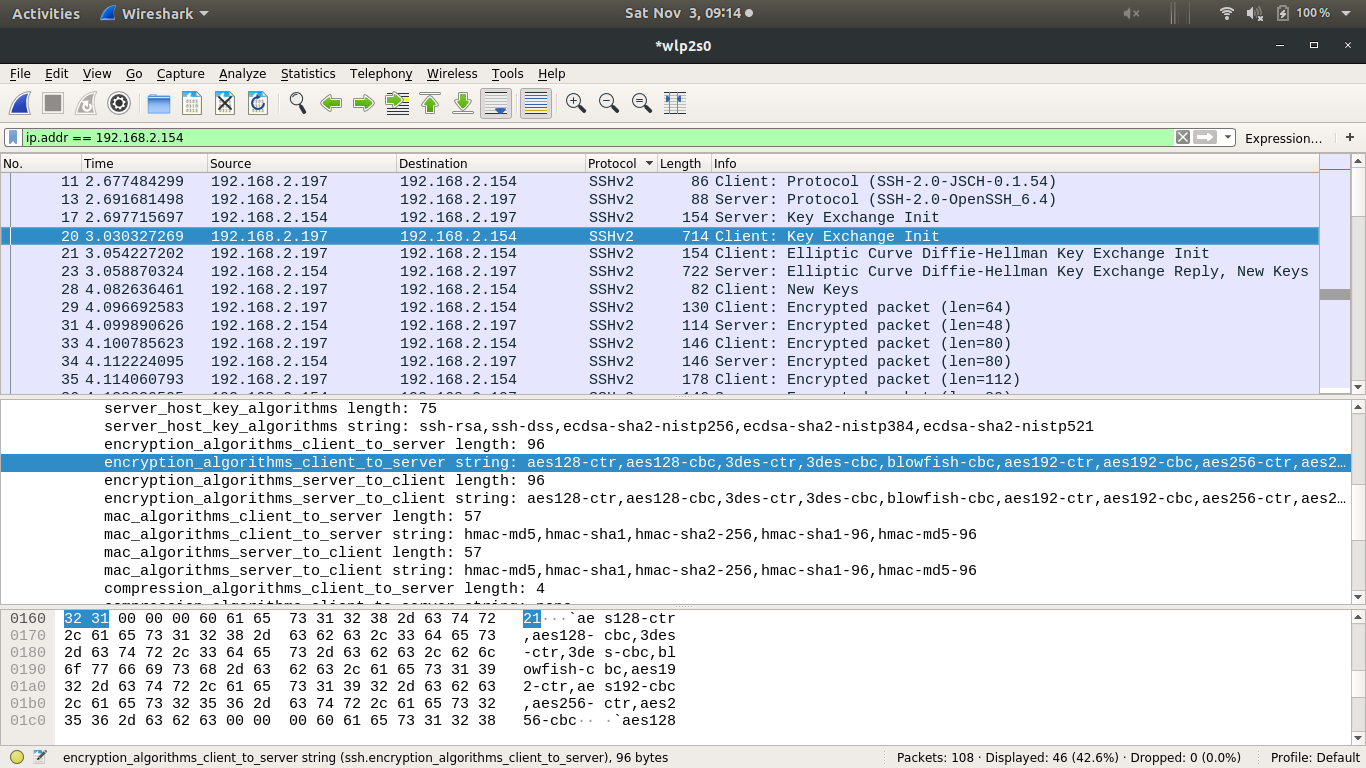 Activities Wireshark Sat Nov 3, 09:14 100 %
*wlp2s0
File Edit View Go Capture Analyze Statistics Telephony Wireless Tools Help
ip.addr == 192.168.2.154 Expression… +
No. Time Source Destination Protocol Length Info
11 2.677484299 192.168.2.197 192.168.2.154 SSHv2 86 Client: Protocol (SSH-2.0-JSCH-0.1.54)
13 2.691681498 192.168.2.154 192.168.2.197 SSHv2 88 Server: Protocol (SSH-2.0-OpenSSH_6.4)
17 2.697715697 192.168.2.197 192.168.2.154 SSHv2 154 Server: Key Exchange Init
20 3.030327269 192.168.2.197 192.168.2.154 SSHv2 714 Client: Key Exchange Init
21 3.054227202 192.168.2.197 192.168.2.154 SSHv2 154 Client: Elliptic Curve Diffie-Hellman Key Exchange Init
23 3.058870324 192.168.2.154 192.168.2.197 SSHv2 722 Server: Elliptic Curve Diffie-Hellman Key Exchange Reply, New Keys
28 4.082636461 192.168.2.197 192.168.2.154 SSHv2 82 Client: New Keys
29 4.096692583 192.168.2.197 192.168.2.154 SSHv2 130 Client: Encrypted packet (len=64)
31 4.099890626 192.168.2.154 192.168.2.197 SSHv2 114 Server: Encrypted packet (len=48)
33 4.100785623 192.168.2.197 192.168.2.154 SSHv2 146 Client: Encrypted packet (len=80)
34 4.112224095 192.168.2.154 192.168.2.197 SSHv2 146 Server: Encrypted packet (len=80)
35 4.114060793 192.168.2.197 192.168.2.154 SSHv2 178 Client: Encrypted packet (len=112)
server_host_key_algorithms length: 75
server_host_key_algorithms string: ssh-rsa,ssh-dss,ecdsa-sha2-nistp256,ecdsa-sha2-nistp384,ecdsa-sha2-nistp521
encryption_algorithms_client_to_server length: 96
encryption_algorithms_client_to_server string: aes128-ctr,aes128-cbc,3des-ctr,3des-cbc,blowfish-cbc,aes192-ctr,aes192-cbc,aes256-ctr,aes2…
encryption_algorithms_server_to_client length: 96
encryption_algorithms_server_to_client string: aes128-ctr,aes128-cbc,3des-ctr,3des-cbc,blowfish-cbc,aes192-ctr,aes192-cbc,aes256-ctr,aes2…
mac_algorithms_client_to_server length: 57
mac_algorithms_client_to_server string: hmac-md5,hmac-sha1,hmac-sha2-256,hmac-sha1-96,hmac-md5-96
mac_algorithms_server_to_client length: 57
mac_algorithms_server_to_client string: hmac-md5,hmac-sha1,hmac-sha2-256,hmac-sha1-96,hmac-md5-96
compression_algorithms_client_to_server length: 4
0160 32 31 00 00 00 60 61 65 73 31 32 38 2d 63 74 72 21···`ae s128-ctr
0170 2c 61 65 73 31 32 38 2d 63 62 63 2c 33 64 65 73 ,aes128- cbc,3des
0180 2d 63 74 72 2c 33 64 65 73 2d 63 62 63 2c 62 6c -ctr,3de s-cbc,bl
0190 6f 77 66 69 73 68 2d 63 62 63 2c 61 65 73 31 39 owfish-c bc,aes19
01a0 32 2d 63 74 72 2c 61 65 73 31 39 32 2d 63 62 63 2-ctr,ae s192-cbc
01b0 2c 61 65 73 32 35 36 2d 63 74 72 2c 61 65 73 32 ,aes256- ctr,aes2
01c0 35 36 2d 63 62 63 00 00 00 60 61 65 73 31 32 38 56-cbc·· ·`aes128
encryption_algorithms_client_to_server string (ssh.encryption_algorithms_client_to_server), 96 bytes Packets: 108 · Displayed: 46 (42.6%) · Dropped: 0 (0.0%) Profile: Default